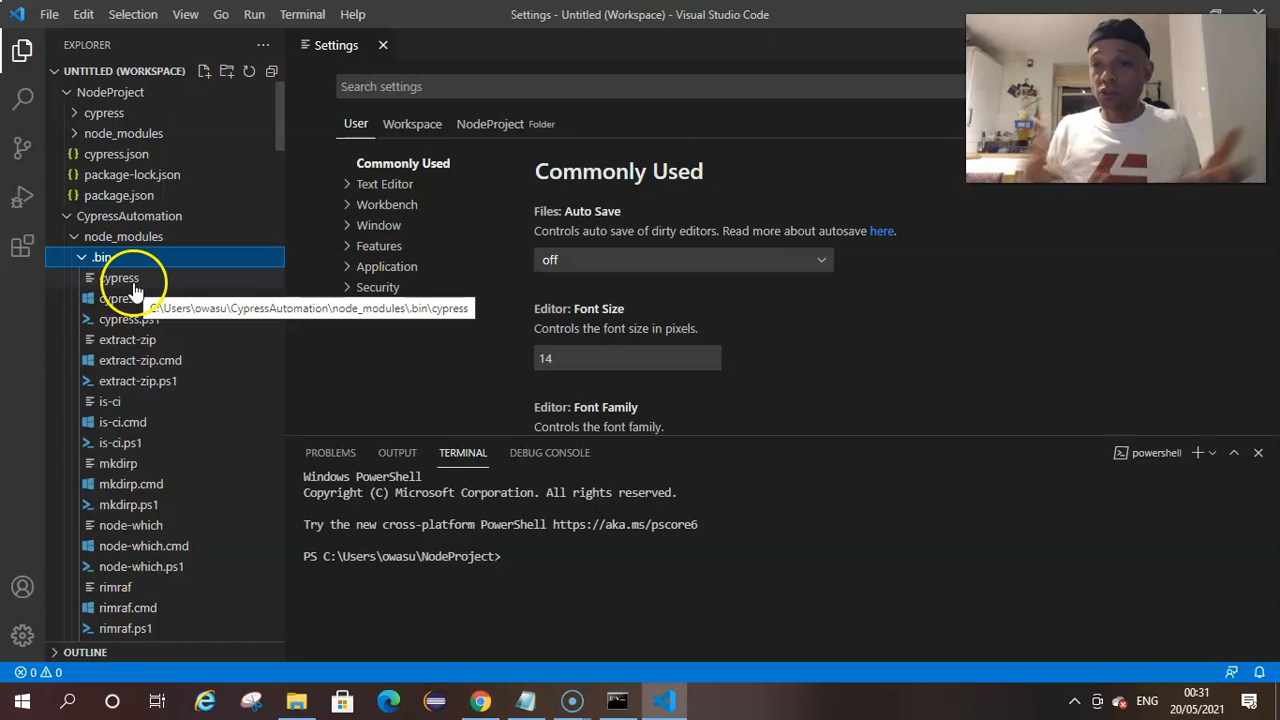 File Edit Selection View Go Run Terminal Help
Settings - Untitled (Workspace) - Visual Studio Code
EXPLORER
UNTITLED (WORKSPACE)
NodeProject
cypress
node_modules
cypress.json
package-lock.json
package.json
CypressAutomation
node_modules
.bin
cypress
cypress.ps1
extract-zip
extract-zip.cmd
extract-zip.ps1
is-ci
is-ci.cmd
is-ci.ps1
mkdirp
mkdirp.cmd
mkdirp.ps1
node-which
node-which.cmd
node-which.ps1
rimraf
rimraf.cmd
rimraf.ps1
OUTLINE
C:\Users\owasu\CypressAutomation\node_modules\.bin\cypress
Settings
Search settings
User Workspace NodeProject Folder
Commonly Used
Text Editor
Workbench
Window
Features
Application
Security
Commonly Used
Files: Auto Save
Controls auto save of dirty editors. Read more about autosave here.
off
Editor: Font Size
Controls the font size in pixels.
14
Editor: Font Family
Controls the font family.
PROBLEMS OUTPUT TERMINAL DEBUG CONSOLE
powershell
Windows PowerShell
Copyright (C) Microsoft Corporation. All rights reserved.
Try the new cross-platform PowerShell https://aka.ms/pscore6
PS C:\Users\owasu\NodeProject>
0 0
ENG
00:31
20/05/2021